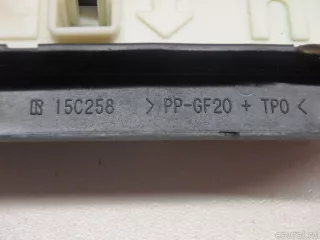 15C258 > PP-GF20 + TPO <